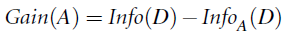 Gain(A) = Info(D) − Info_A(D)